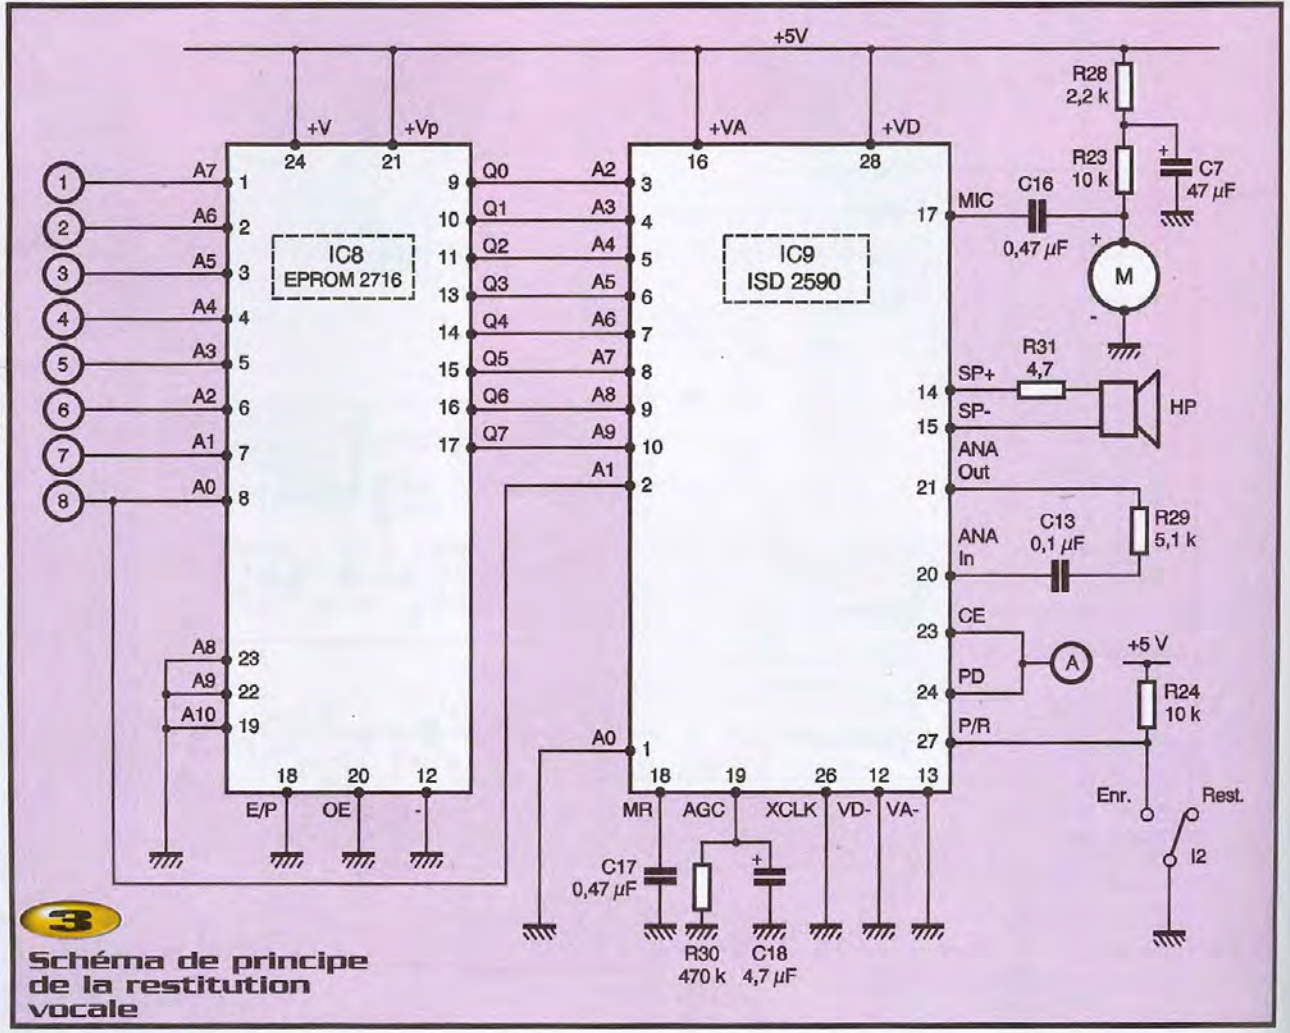 +5V
R28
2,2 k
+V
+Vp
+VA
+VD
24
21
16
28
R23
10 k
+
C7
47 µF
1
A7
1
9
Q0
A2
3
2
A6
2
10
Q1
A3
4
17
MIC
C16
0,47 µF
3
A5
3
IC8
EPROM 2716
11
Q2
A4
5
IC9
ISD 2590
+
M
-
4
A4
4
13
Q3
A5
6
14
Q4
A6
7
5
A3
5
15
Q5
A7
8
R31
4,7
14
SP+
HP
6
A2
6
16
Q6
A8
9
15
SP-
7
A1
7
17
Q7
A9
10
ANA
Out
21
8
A0
8
A1
2
C13
0,1 µF
R29
5,1 k
ANA
In
20
CE
23
A8
23
+5 V
A
A9
22
PD
24
R24
10 k
A10
19
A0
1
P/R
27
18
20
12
18
19
26
12
13
E/P
OE
-
MR
AGC
XCLK
VD-
VA-
Enr.
Rest.
I2
C17
0,47 µF
+
R30
470 k
C18
4,7 µF
3
Schéma de principe
de la restitution
vocale